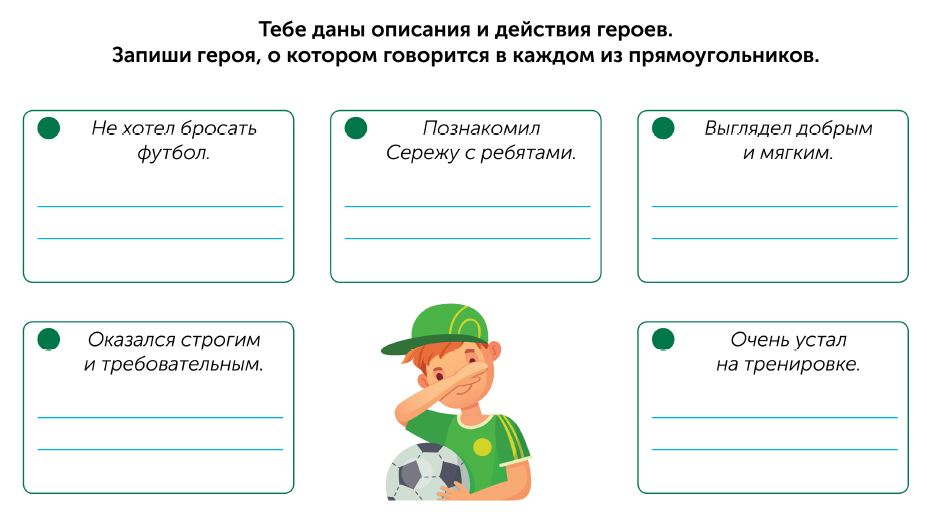 Тебе даны описания и действия героев.
Запиши героя, о котором говорится в каждом из прямоугольников.
Не хотел бросать
футбол.
Познакомил
Сережу с ребятами.
Выглядел добрым
и мягким.
Оказался строгим
и требовательным.
Очень устал
на тренировке.